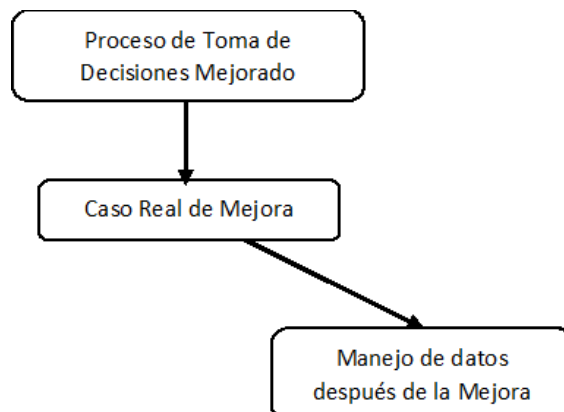 Proceso de Toma de
Decisiones Mejorado
Caso Real de Mejora
Manejo de datos
después de la Mejora